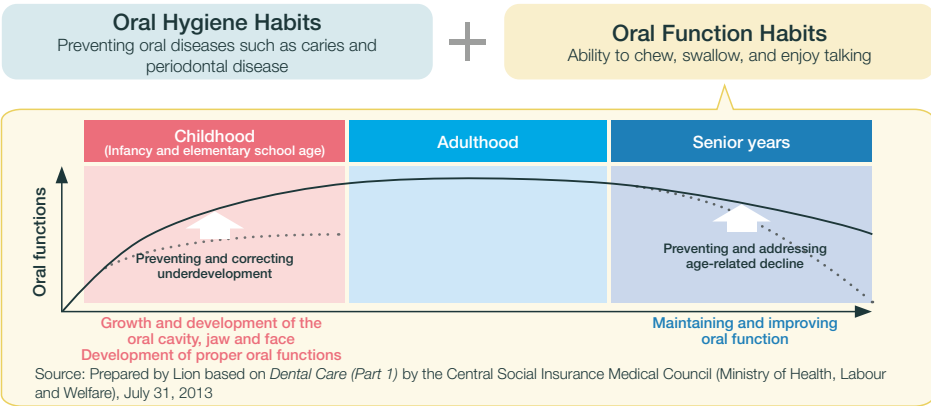 Oral Hygiene Habits
Preventing oral diseases such as caries and
periodontal disease
+
Oral Function Habits
Ability to chew, swallow, and enjoy talking
Childhood
(Infancy and elementary school age)
Adulthood
Senior years
Oral functions
Preventing and correcting
underdevelopment
Preventing and addressing
age-related decline
Growth and development of the
oral cavity, jaw and face
Development of proper oral functions
Maintaining and improving
oral function
Source: Prepared by Lion based on Dental Care (Part 1) by the Central Social Insurance Medical Council (Ministry of Health, Labour
and Welfare), July 31, 2013